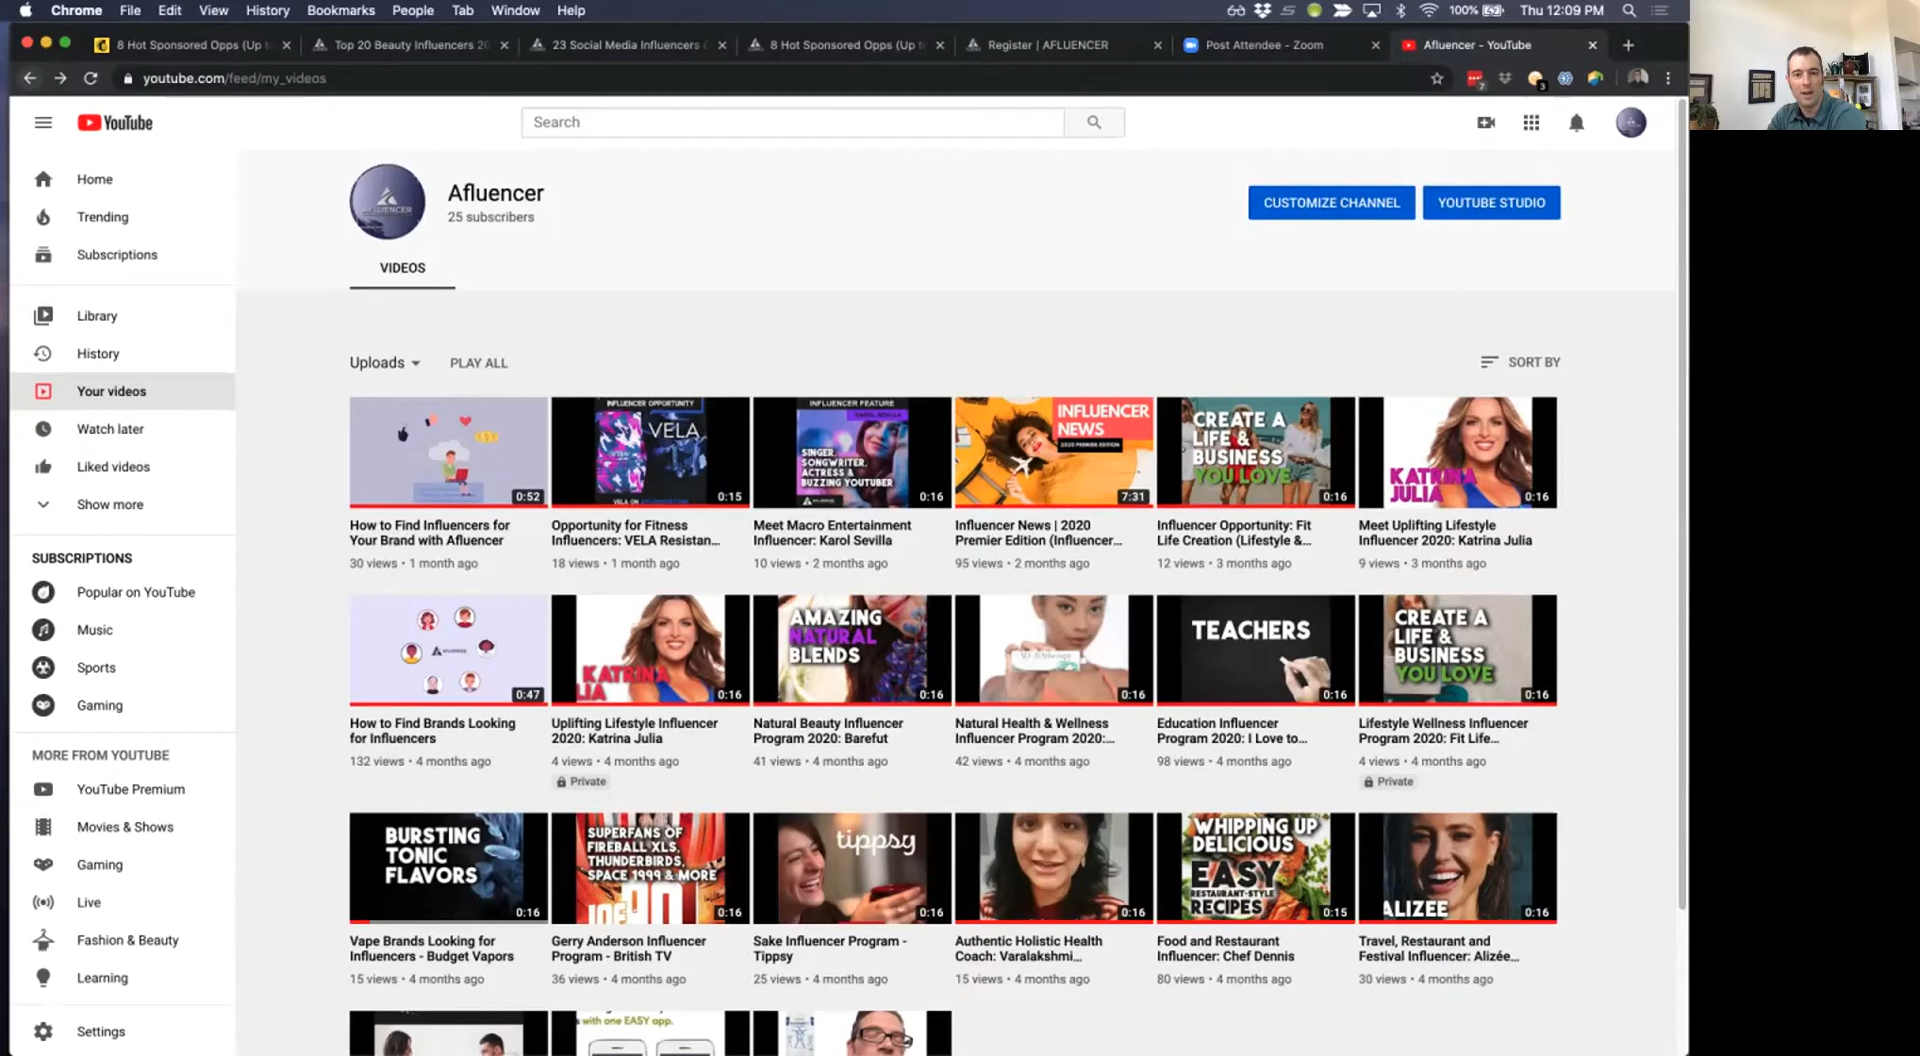 Chrome File Edit View History Bookmarks People Tab Window Help 100% Thu 12:09 PM
8 Hot Sponsored Opps (Up t
Top 20 Beauty Influencers 20
23 Social Media Influencers
8 Hot Sponsored Opps (Up t
Register | AFLUENCER
Post Attendee - Zoom
Afluencer - YouTube
youtube.com/feed/my_videos
YouTube
Search
Home
Trending
Subscriptions
Library
History
Your videos
Watch later
Liked videos
Show more
SUBSCRIPTIONS
Popular on YouTube
Music
Sports
Gaming
MORE FROM YOUTUBE
YouTube Premium
Movies & Shows
Gaming
Live
Fashion & Beauty
Learning
Settings
AFLUENCER
Afluencer
25 subscribers
CUSTOMIZE CHANNEL
YOUTUBE STUDIO
VIDEOS
Uploads
PLAY ALL
SORT BY
0:52
How to Find Influencers for
Your Brand with Afluencer
30 views • 1 month ago
INFLUENCER OPPORTUNITY
VELA
0:15
Opportunity for Fitness
Influencers: VELA Resistan...
18 views • 1 month ago
INFLUENCER FEATURE
KAROL SEVILLA
SINGER,
SONGWRITER,
ACTRESS &
BUZZING YOUTUBER
0:16
Meet Macro Entertainment
Influencer: Karol Sevilla
10 views • 2 months ago
INFLUENCER
NEWS
2020 PREMIER EDITION
7:31
Influencer News | 2020
Premier Edition (Influencer...
95 views • 2 months ago
CREATE A
LIFE &
BUSINESS
YOU LOVE
0:16
Influencer Opportunity: Fit
Life Creation (Lifestyle &...
12 views • 3 months ago
KATRINA
JULIA
0:16
Meet Uplifting Lifestyle
Influencer 2020: Katrina Julia
9 views • 3 months ago
0:47
How to Find Brands Looking
for Influencers
132 views • 4 months ago
KATRINA
LIA
0:16
Uplifting Lifestyle Influencer
2020: Katrina Julia
4 views • 4 months ago
Private
AMAZING
NATURAL
BLENDS
0:16
Natural Beauty Influencer
Program 2020: Barefut
41 views • 4 months ago
0:16
Natural Health & Wellness
Influencer Program 2020:...
42 views • 4 months ago
TEACHERS
0:16
Education Influencer
Program 2020: I Love to...
98 views • 4 months ago
CREATE A
LIFE &
BUSINESS
YOU LOVE
0:16
Lifestyle Wellness Influencer
Program 2020: Fit Life...
4 views • 4 months ago
Private
BURSTING
TONIC
FLAVORS
0:16
Vape Brands Looking for
Influencers - Budget Vapors
15 views • 4 months ago
SUPERFANS OF
FIREBALL XLS,
THUNDERBIRDS,
SPACE 1999 & MORE
0:16
Gerry Anderson Influencer
Program - British TV
36 views • 4 months ago
tippsy
0:16
Sake Influencer Program -
Tippsy
25 views • 4 months ago
0:16
Authentic Holistic Health
Coach: Varalakshmi...
15 views • 4 months ago
WHIPPING UP
DELICIOUS
EASY
RESTAURANT-STYLE
RECIPES
0:15
Food and Restaurant
Influencer: Chef Dennis
80 views • 4 months ago
ALIZEE
0:16
Travel, Restaurant and
Festival Influencer: Alizée...
30 views • 4 months ago
s with one EASY app.